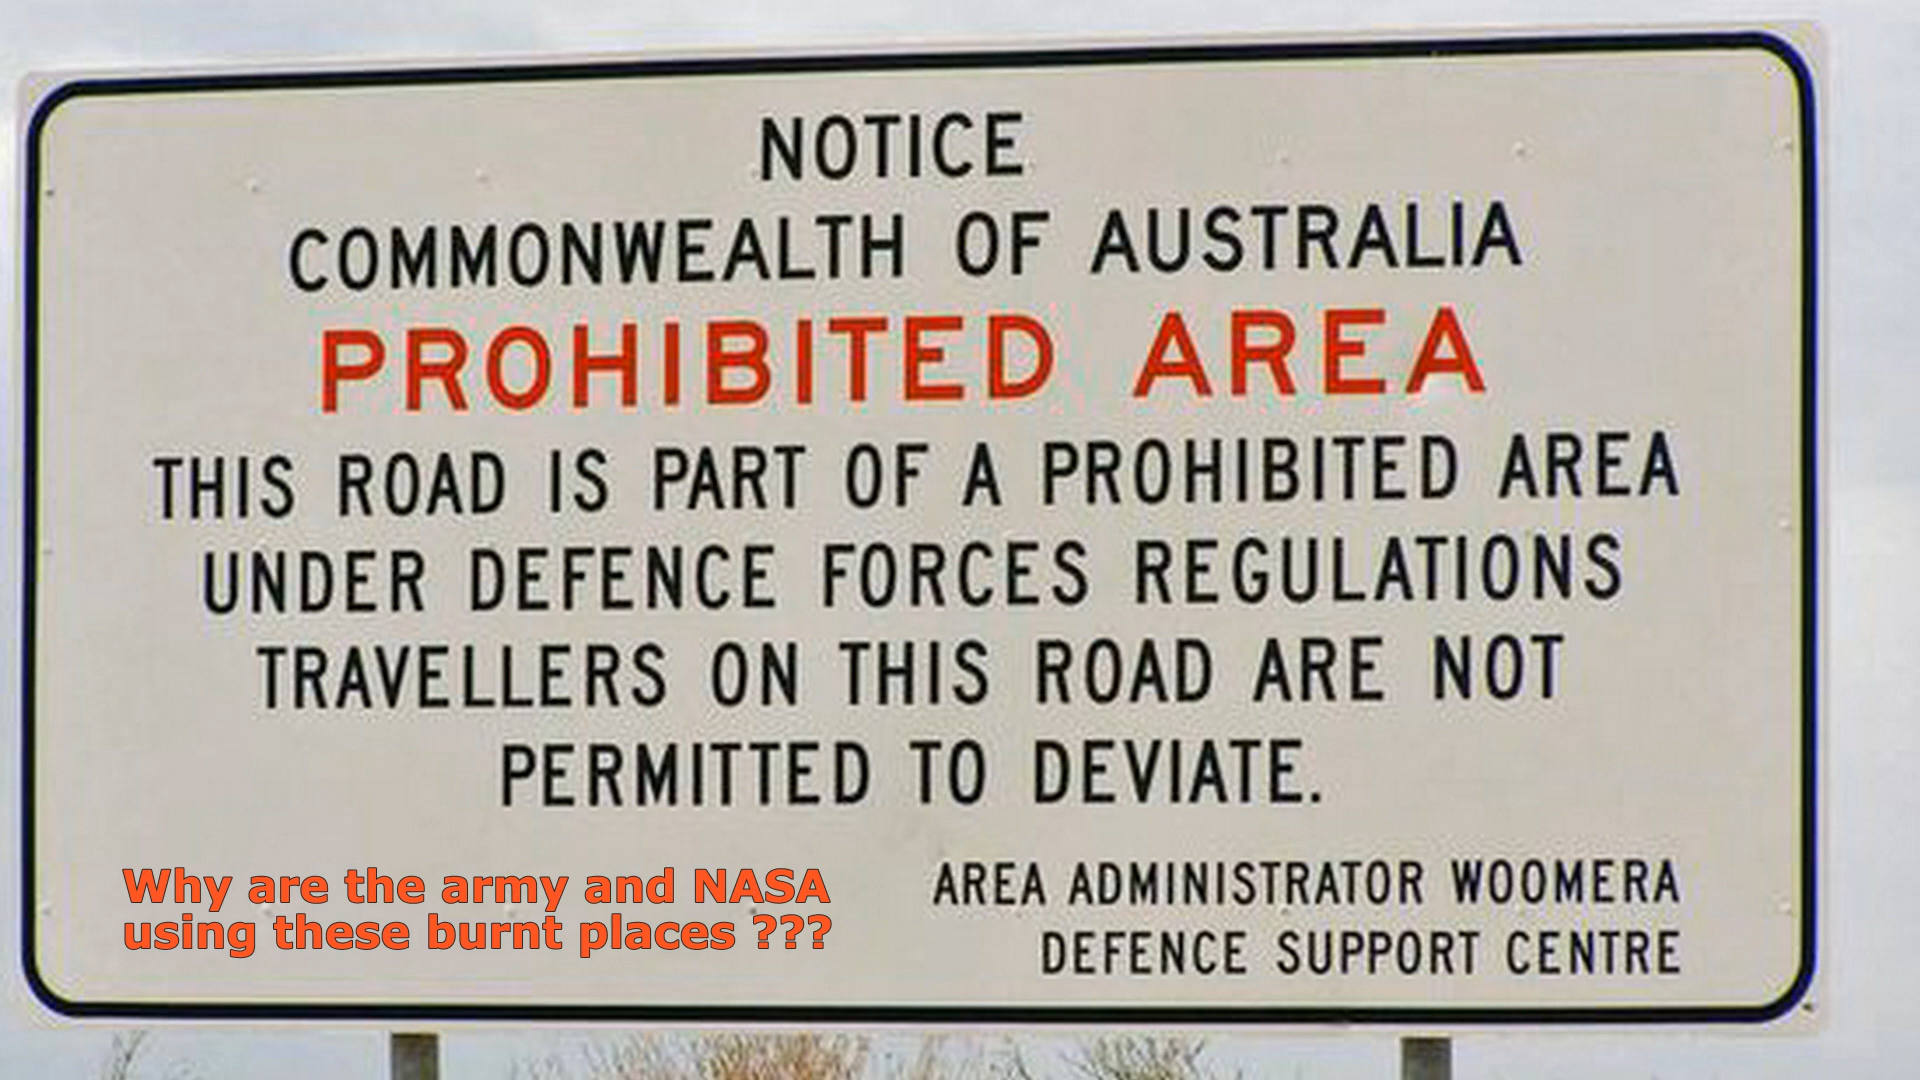 NOTICE
COMMONWEALTH OF AUSTRALIA
PROHIBITED AREA
THIS ROAD IS PART OF A PROHIBITED AREA
UNDER DEFENCE FORCES REGULATIONS
TRAVELLERS ON THIS ROAD ARE NOT
PERMITTED TO DEVIATE.
AREA ADMINISTRATOR WOOMERA
DEFENCE SUPPORT CENTRE
Why are the army and NASA
using these burnt places ???